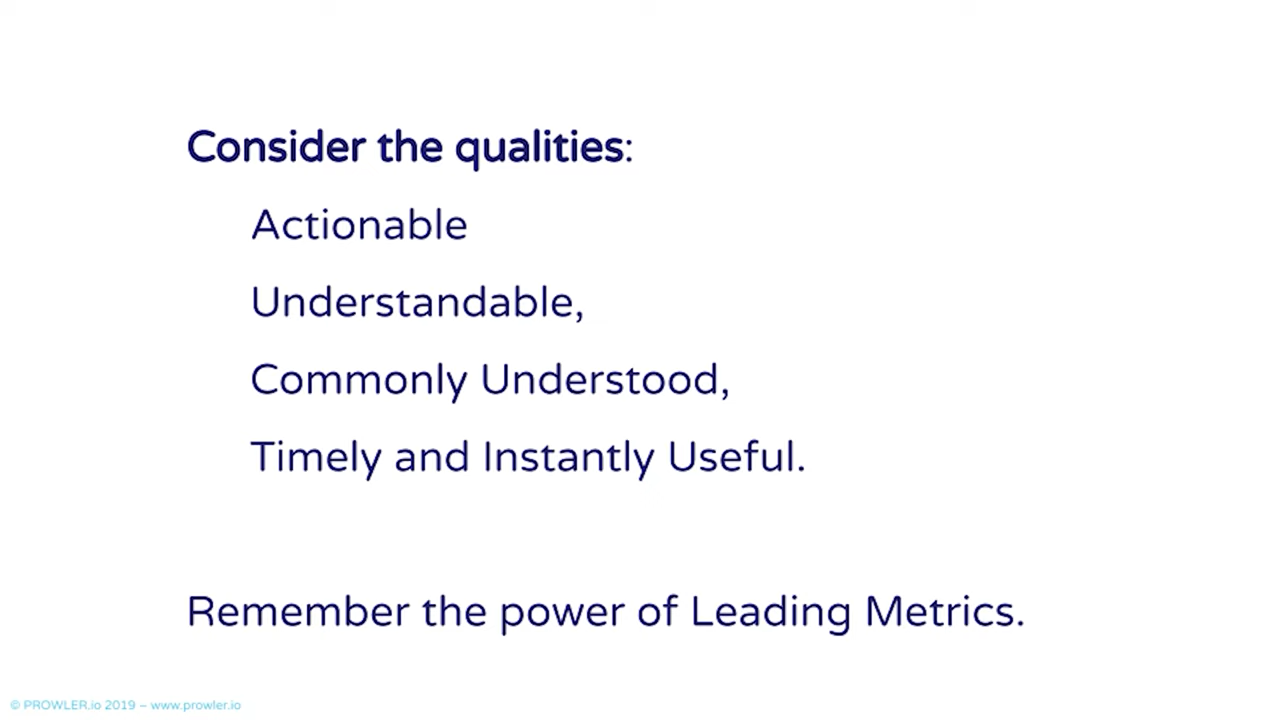 Consider the qualities:
Actionable
Understandable,
Commonly Understood,
Timely and Instantly Useful.
Remember the power of Leading Metrics.
© PROWLER.io 2019 – www.prowler.io